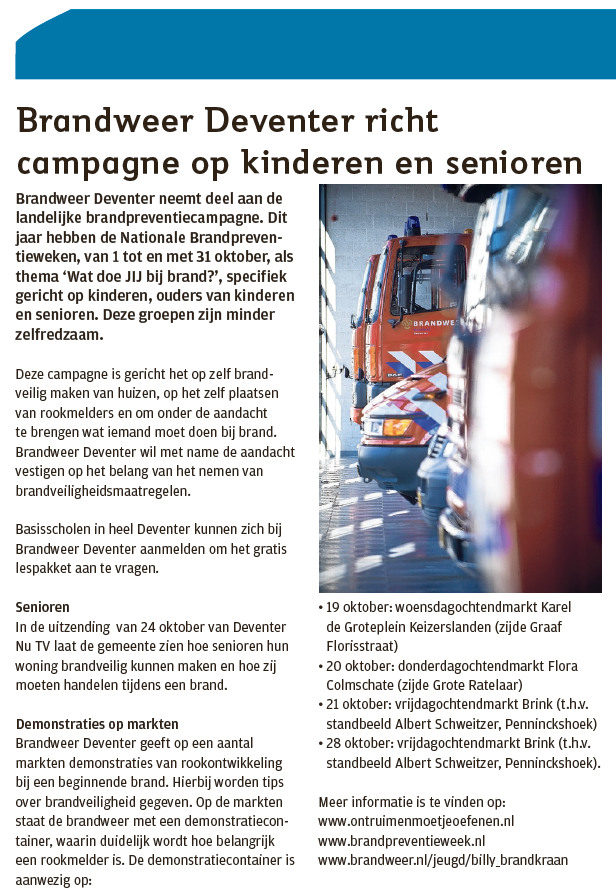 Brandweer Deventer richt
campagne op kinderen en senioren
Brandweer Deventer neemt deel aan de
landelijke brandpreventiecampagne. Dit
jaar hebben de Nationale Brandpreven-
tieweken, van 1 tot en met 31 oktober, als
thema ‘Wat doe JIJ bij brand?’, specifiek
gericht op kinderen, ouders van kinderen
en senioren. Deze groepen zijn minder
zelfredzaam.
Deze campagne is gericht het op zelf brand-
veilig maken van huizen, op het zelf plaatsen
van rookmelders en om onder de aandacht
te brengen wat iemand moet doen bij brand.
Brandweer Deventer wil met name de aandacht
vestigen op het belang van het nemen van
brandveiligheidsmaatregelen.
Basisscholen in heel Deventer kunnen zich bij
Brandweer Deventer aanmelden om het gratis
lespakket aan te vragen.
Senioren
In de uitzending van 24 oktober van Deventer
Nu TV laat de gemeente zien hoe senioren hun
woning brandveilig kunnen maken en hoe zij
moeten handelen tijdens een brand.
Demonstraties op markten
Brandweer Deventer geeft op een aantal
markten demonstraties van rookontwikkeling
bij een beginnende brand. Hierbij worden tips
over brandveiligheid gegeven. Op de markten
staat de brandweer met een demonstratiecon-
tainer, waarin duidelijk wordt hoe belangrijk
een rookmelder is. De demonstratiecontainer is
aanwezig op:
BRANDWE
• 19 oktober: woensdagochtendmarkt Karel
de Groteplein Keizerslanden (zijde Graaf
Florisstraat)
• 20 oktober: donderdagochtendmarkt Flora
Colmschate (zijde Grote Ratelaar)
• 21 oktober: vrijdagochtendmarkt Brink (t.h.v.
standbeeld Albert Schweitzer, Penninckshoek)
• 28 oktober: vrijdagochtendmarkt Brink (t.h.v.
standbeeld Albert Schweitzer, Penninckshoek).
Meer informatie is te vinden op:
www.ontruimenmoetjeoefenen.nl
www.brandpreventieweek.nl
www.brandweer.nl/jeugd/billy_brandkraan